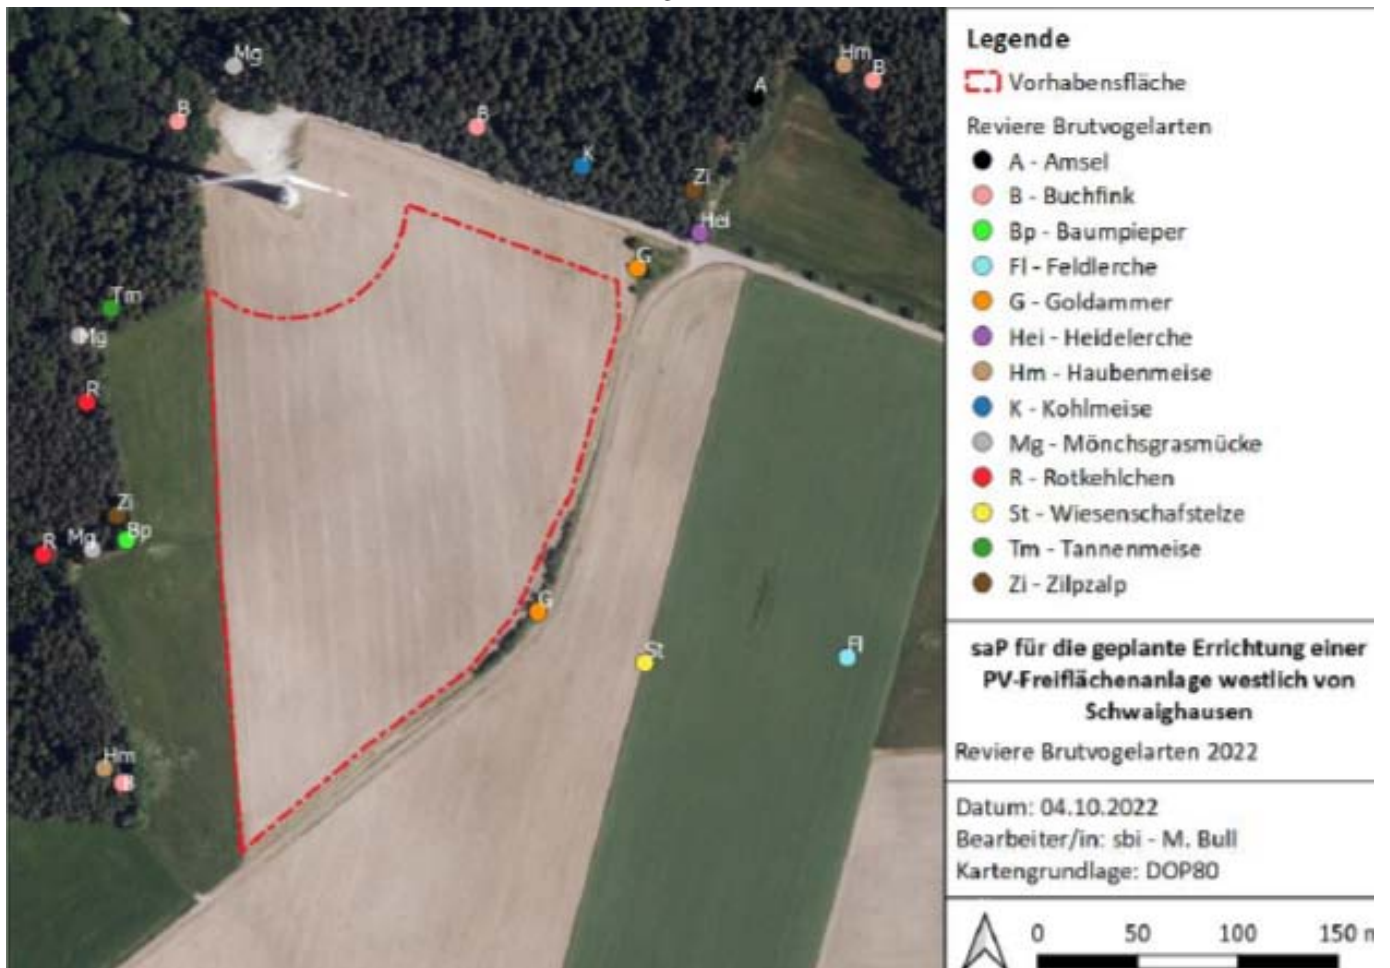 Mg
Hm
B
A
B
B
K
Zi
Hei
G
Tm
Mg
R
Zi
Bp
Mg
R
G
St
Fl
Hm
B
Legende
Vorhabensfläche
Reviere Brutvogelarten
A - Amsel
B - Buchfink
Bp - Baumpieper
Fl - Feldlerche
G - Goldammer
Hei - Heidelerche
Hm - Haubenmeise
K - Kohlmeise
Mg - Mönchsgrasmücke
R - Rotkehlchen
St - Wiesenschafstelze
Tm - Tannenmeise
Zi - Zilpzalp
saP für die geplante Errichtung einer
PV-Freiflächenanlage westlich von
Schwaighausen
Reviere Brutvogelarten 2022
Datum: 04.10.2022
Bearbeiter/in: sbi - M. Bull
Kartengrundlage: DOP80
0 50 100 150 m